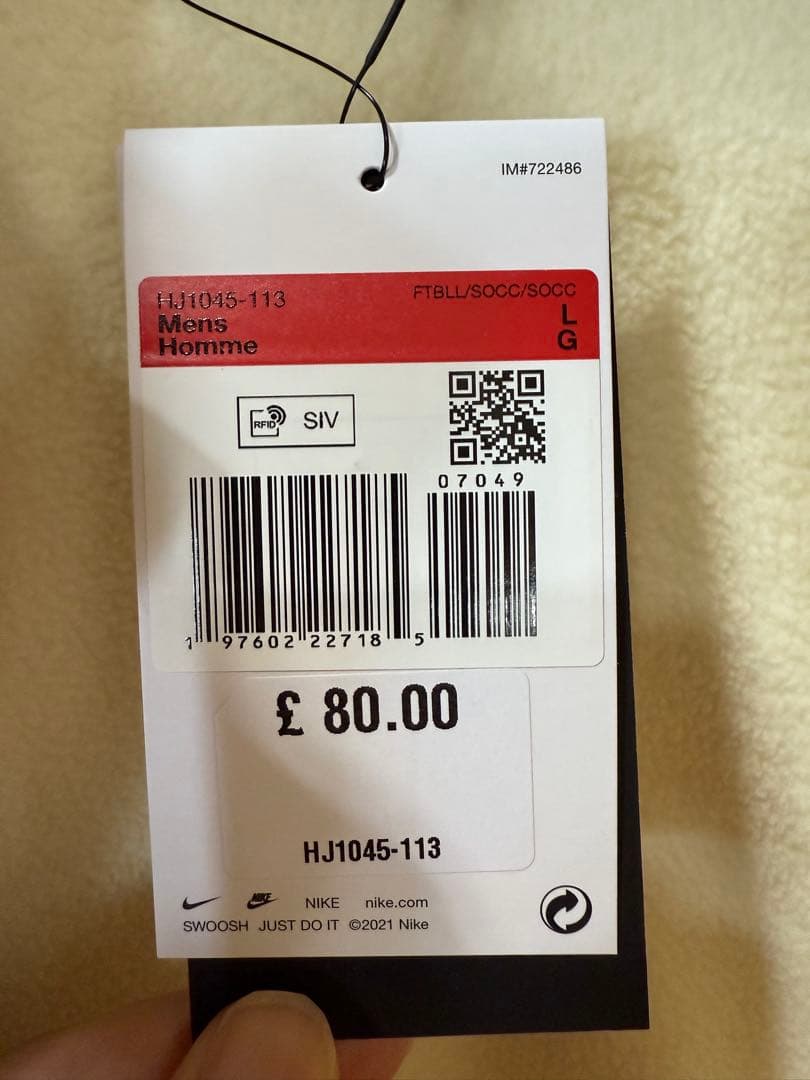 IM#722486
HJ1045-113 FTBLL/SOCC/SOCC
Mens L
Homme G
RFID SIV
07049
1 97602 22718 5
£ 80.00
HJ1045-113
NIKE NIKE nike.com
SWOOSH JUST DO IT ©2021 Nike